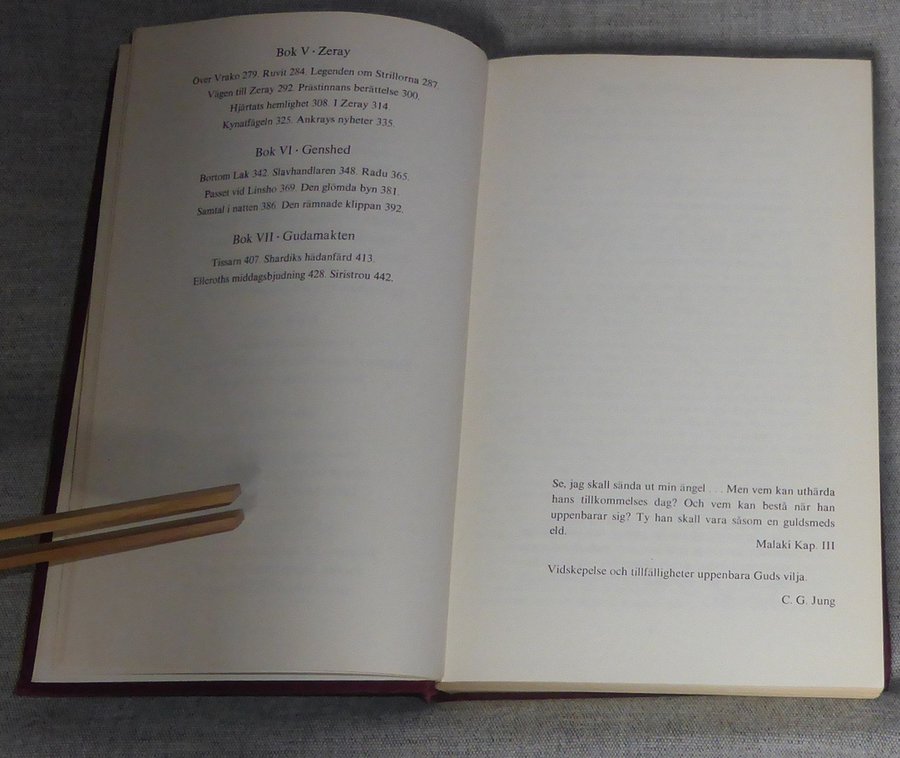 Bok V · Zeray
Över Vrako 279. Ruvit 284. Legenden om Strillorna 287.
Vägen till Zeray 292. Prästinnans berättelse 300.
Hjärtats hemlighet 308. I Zeray 314.
Kynatfågeln 325. Ankrays nyheter 335.
Bok VI · Genshed
Bortom Lak 342. Slavhandlaren 348. Radu 365.
Passet vid Linsho 369. Den glömda byn 381.
Samtal i natten 386. Den rämnade klippan 392.
Bok VII · Gudamakten
Tissarn 407. Shardiks hädanfärd 413.
Elleroths middagsbjudning 428. Siristrou 442.
Se, jag skall sända ut min ängel . . . Men vem kan uthärda
hans tillkommelses dag? Och vem kan bestå när han
uppenbarar sig? Ty han skall vara såsom en guldsmeds
eld.
Malaki Kap. III
Vidskepelse och tillfälligheter uppenbara Guds vilja.
C. G. Jung